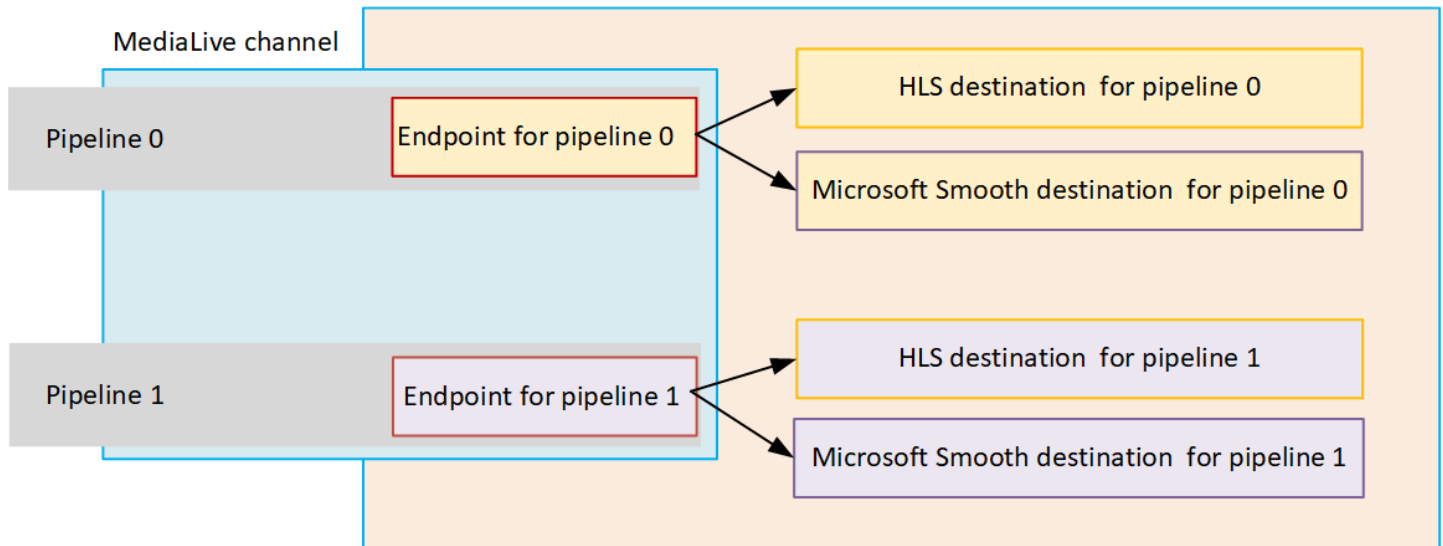 MediaLive channel
HLS destination for pipeline 0
Pipeline 0
Endpoint for pipeline 0
Microsoft Smooth destination for pipeline 0
HLS destination for pipeline 1
Pipeline 1
Endpoint for pipeline 1
Microsoft Smooth destination for pipeline 1